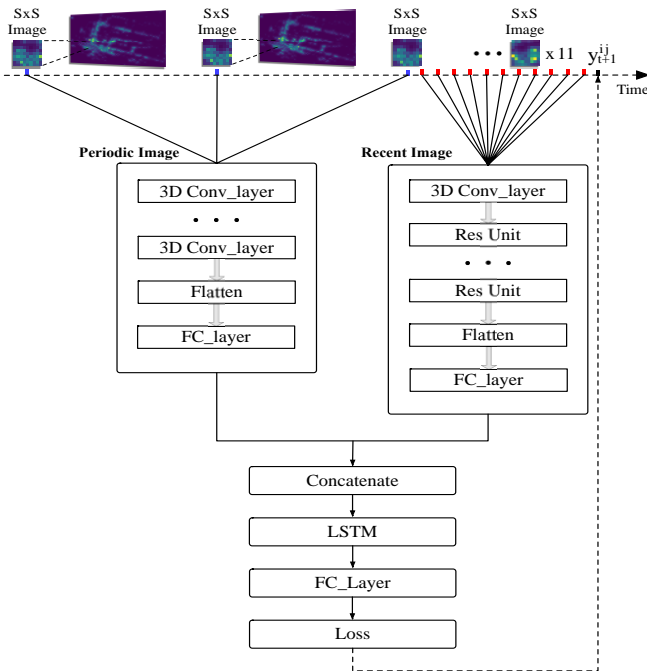 SxS
Image
SxS
Image
SxS
Image
SxS
Image
x 11
y_{t+1}^{ij}
Time
Periodic Image
3D Conv_layer
3D Conv_layer
Flatten
FC_layer
Recent Image
3D Conv_layer
Res Unit
Res Unit
Flatten
FC_layer
Concatenate
LSTM
FC_Layer
Loss